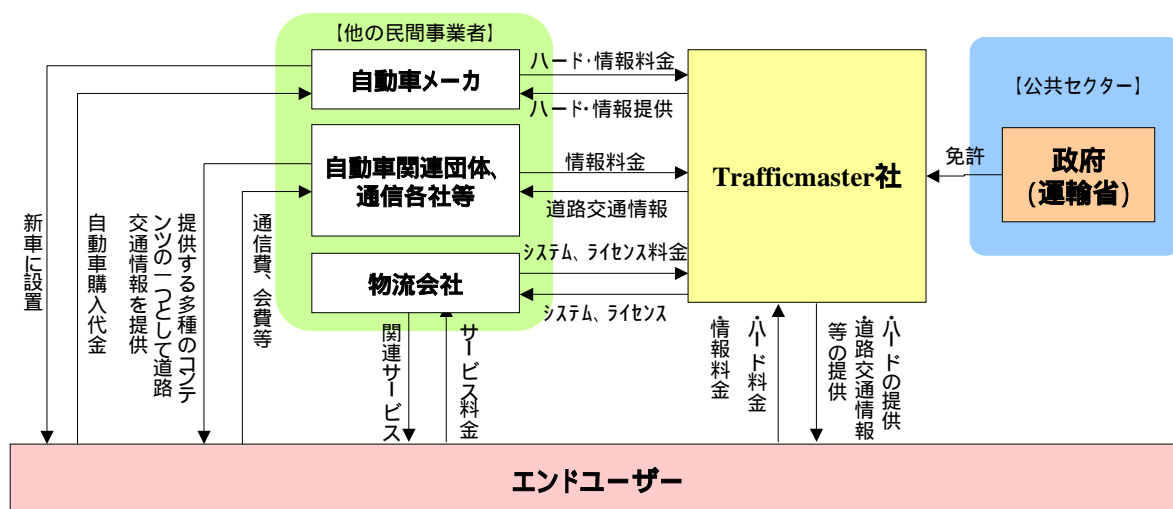 【他の民間事業者】
自動車メーカ
ハード・情報料金
ハード・情報提供
【公共セクター】
自動車関連団体、
通信各社等
情報料金
道路交通情報
Trafficmaster社
免許
政府
(運輸省)
物流会社
システム、ライセンス料金
システム、ライセンス
新車に設置
自動車購入代金
提供する多種のコンテ
ンツの一つとして道路
交通情報を提供
通信費、会費等
関連サービス
サービス料金
・ハード料金
・情報料金
・ハードの提供
・道路交通情報
等の提供
エンドユーザー